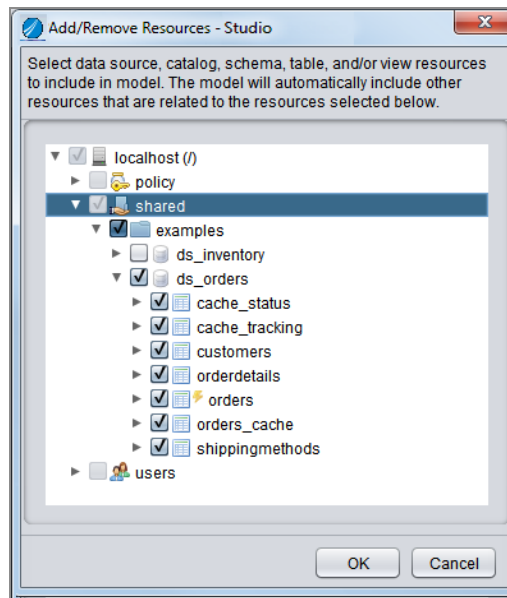 Add/Remove Resources - Studio
Select data source, catalog, schema, table, and/or view resources
to include in model. The model will automatically include other
resources that are related to the resources selected below.
localhost (/)
policy
shared
examples
ds_inventory
ds_orders
cache_status
cache_tracking
customers
orderdetails
orders
orders_cache
shippingmethods
users
OK
Cancel